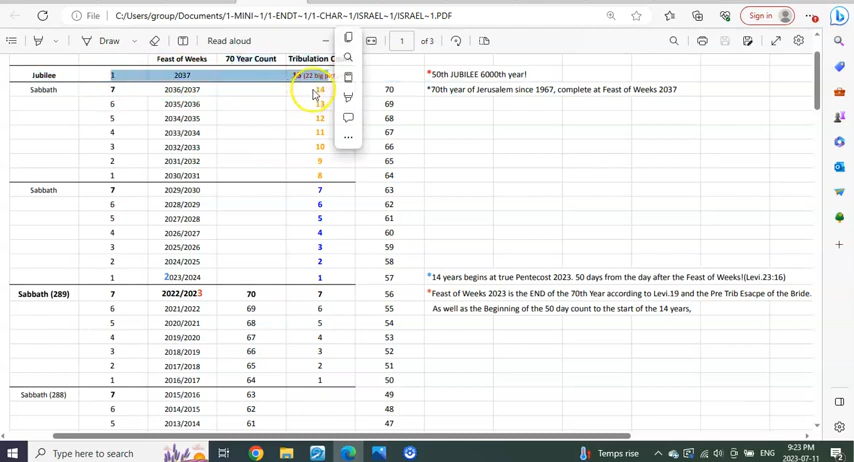 File
C:/Users/group/Documents/1-MINI~1/1-ENDT~1/1-CHAR~1/ISRAEL~1/ISRAEL~1.PDF
Sign in
Draw
Read aloud
1 of 3
Feast of Weeks 70 Year Count Tribulation C
Jubilee 1 2037 15 (22 big pict *50th JUBILEE 6000th year!
Sabbath 7 2036/2037 14 70 *70th year of Jerusalem since 1967, complete at Feast of Weeks 2037
6 2035/2036 13 69
5 2034/2035 12 68
4 2033/2034 11 67
3 2032/2033 10 66
2 2031/2032 9 65
1 2030/2031 8 64
Sabbath 7 2029/2030 7 63
6 2028/2029 6 62
5 2027/2028 5 61
4 2026/2027 4 60
3 2025/2026 3 59
2 2024/2025 2 58
1 2023/2024 1 57 *14 years begins at true Pentecost 2023. 50 days from the day after the Feast of Weeks!(Levi.23:16)
Sabbath (289) 7 2022/2023 70 7 56 *Feast of Weeks 2023 is the END of the 70th Year according to Levi.19 and the Pre Trib Esacpe of the Bride.
6 2021/2022 69 6 55 As well as the Beginning of the 50 day count to the start of the 14 years,
5 2020/2021 68 5 54
4 2019/2020 67 4 53
3 2018/2019 66 3 52
2 2017/2018 65 2 51
1 2016/2017 64 1 50
Sabbath (288) 7 2015/2016 63 49
6 2014/2015 62 48
5 2013/2014 61 47
Type here to search
Temps rise
ENG
9:23 PM
2023-07-11